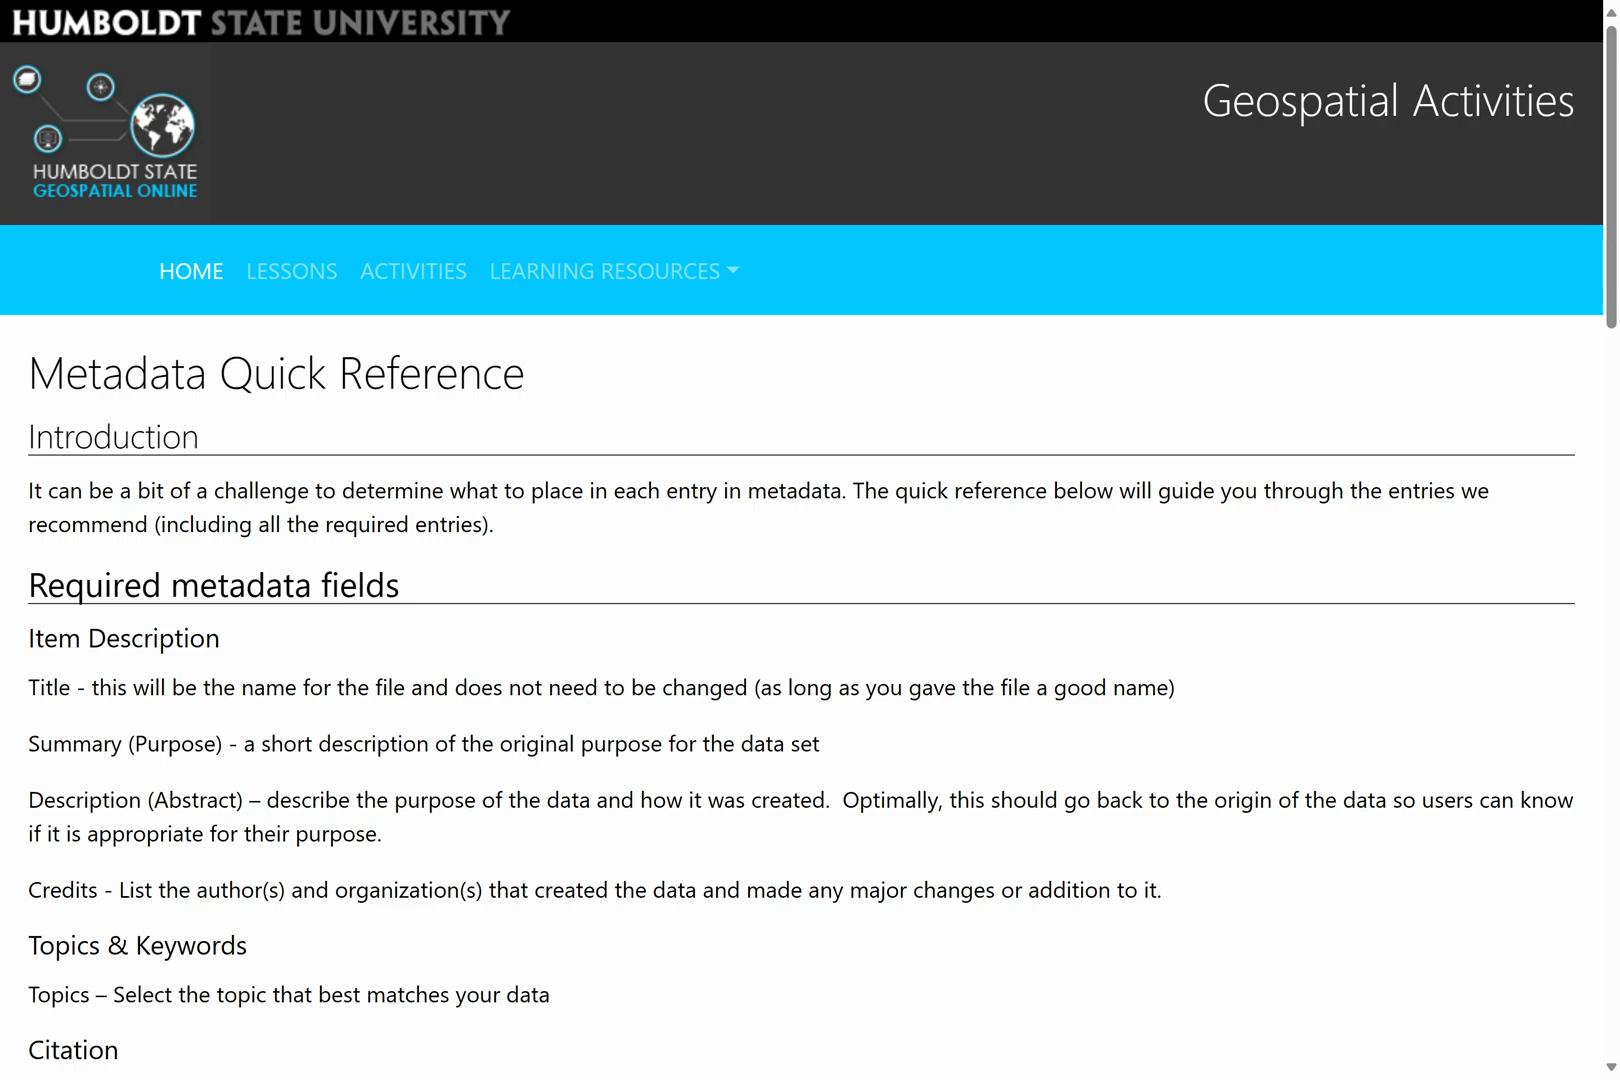 HUMBOLDT STATE UNIVERSITY
HUMBOLDT STATE
GEOSPATIAL ONLINE
Geospatial Activities
HOME LESSONS ACTIVITIES LEARNING RESOURCES
Metadata Quick Reference
Introduction
It can be a bit of a challenge to determine what to place in each entry in metadata. The quick reference below will guide you through the entries we
recommend (including all the required entries).
Required metadata fields
Item Description
Title - this will be the name for the file and does not need to be changed (as long as you gave the file a good name)
Summary (Purpose) - a short description of the original purpose for the data set
Description (Abstract) – describe the purpose of the data and how it was created.  Optimally, this should go back to the origin of the data so users can know
if it is appropriate for their purpose.
Credits - List the author(s) and organization(s) that created the data and made any major changes or addition to it.
Topics & Keywords
Topics – Select the topic that best matches your data
Citation